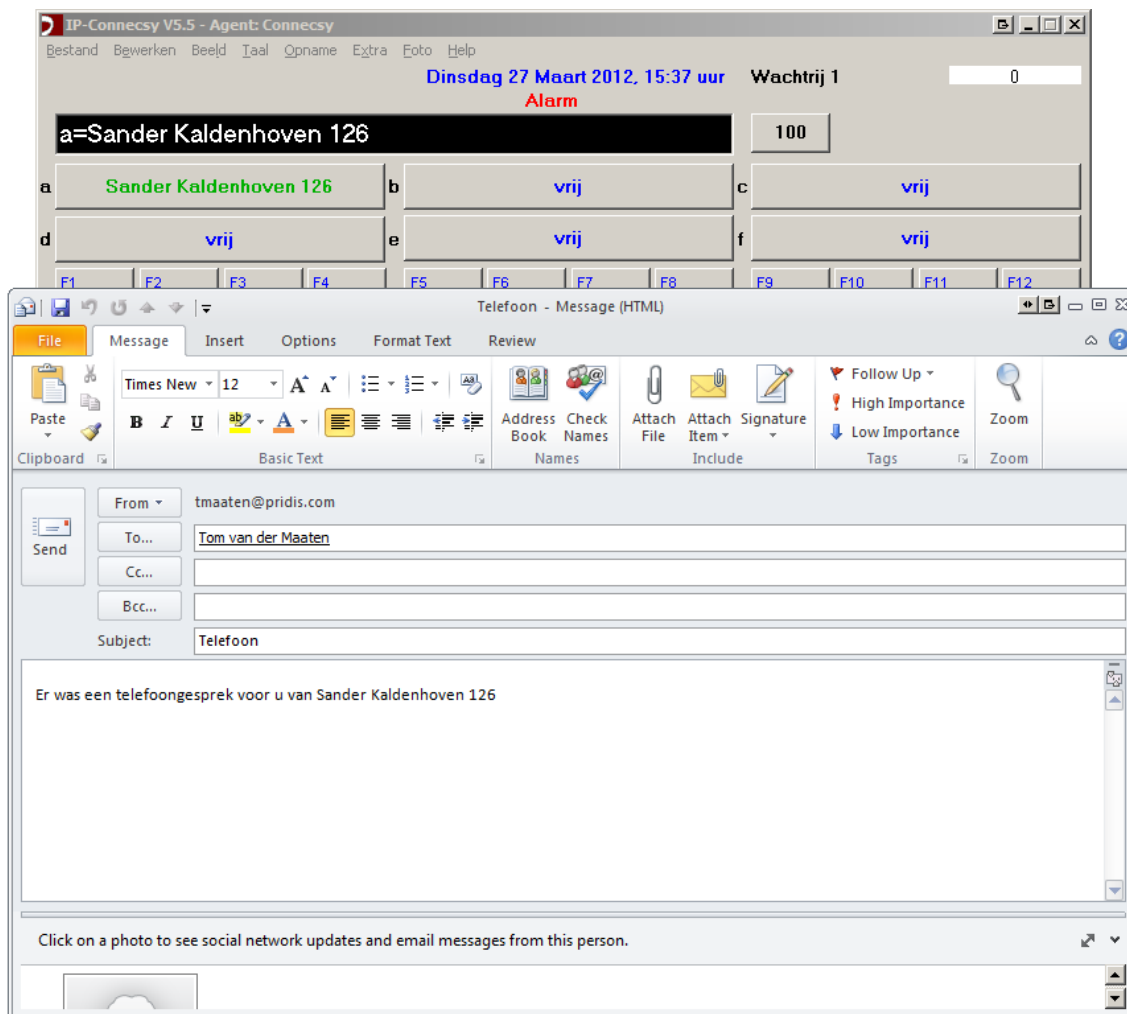 IP-Connecsy V5.5 - Agent: Connecsy
Bestand Bewerken Beeld Taal Opname Extra Foto Help
Dinsdag 27 Maart 2012, 15:37 uur Wachtrij 1 0
Alarm
a=Sander Kaldenhoven 126 100
a Sander Kaldenhoven 126 b vrij c vrij
d vrij e vrij f vrij
F1 F2 F3 F4 F5 F6 F7 F8 F9 F10 F11 F12
Telefoon - Message (HTML)
File Message Insert Options Format Text Review
Times New 12
Follow Up
High Importance
Low Importance
Paste
B I U
Address Book
Check Names
Attach File
Attach Item
Signature
Zoom
Clipboard Basic Text Names Include Tags Zoom
Send
From tmaaten@pridis.com
To... Tom van der Maaten
Cc...
Bcc...
Subject: Telefoon
Er was een telefoongesprek voor u van Sander Kaldenhoven 126
Click on a photo to see social network updates and email messages from this person.